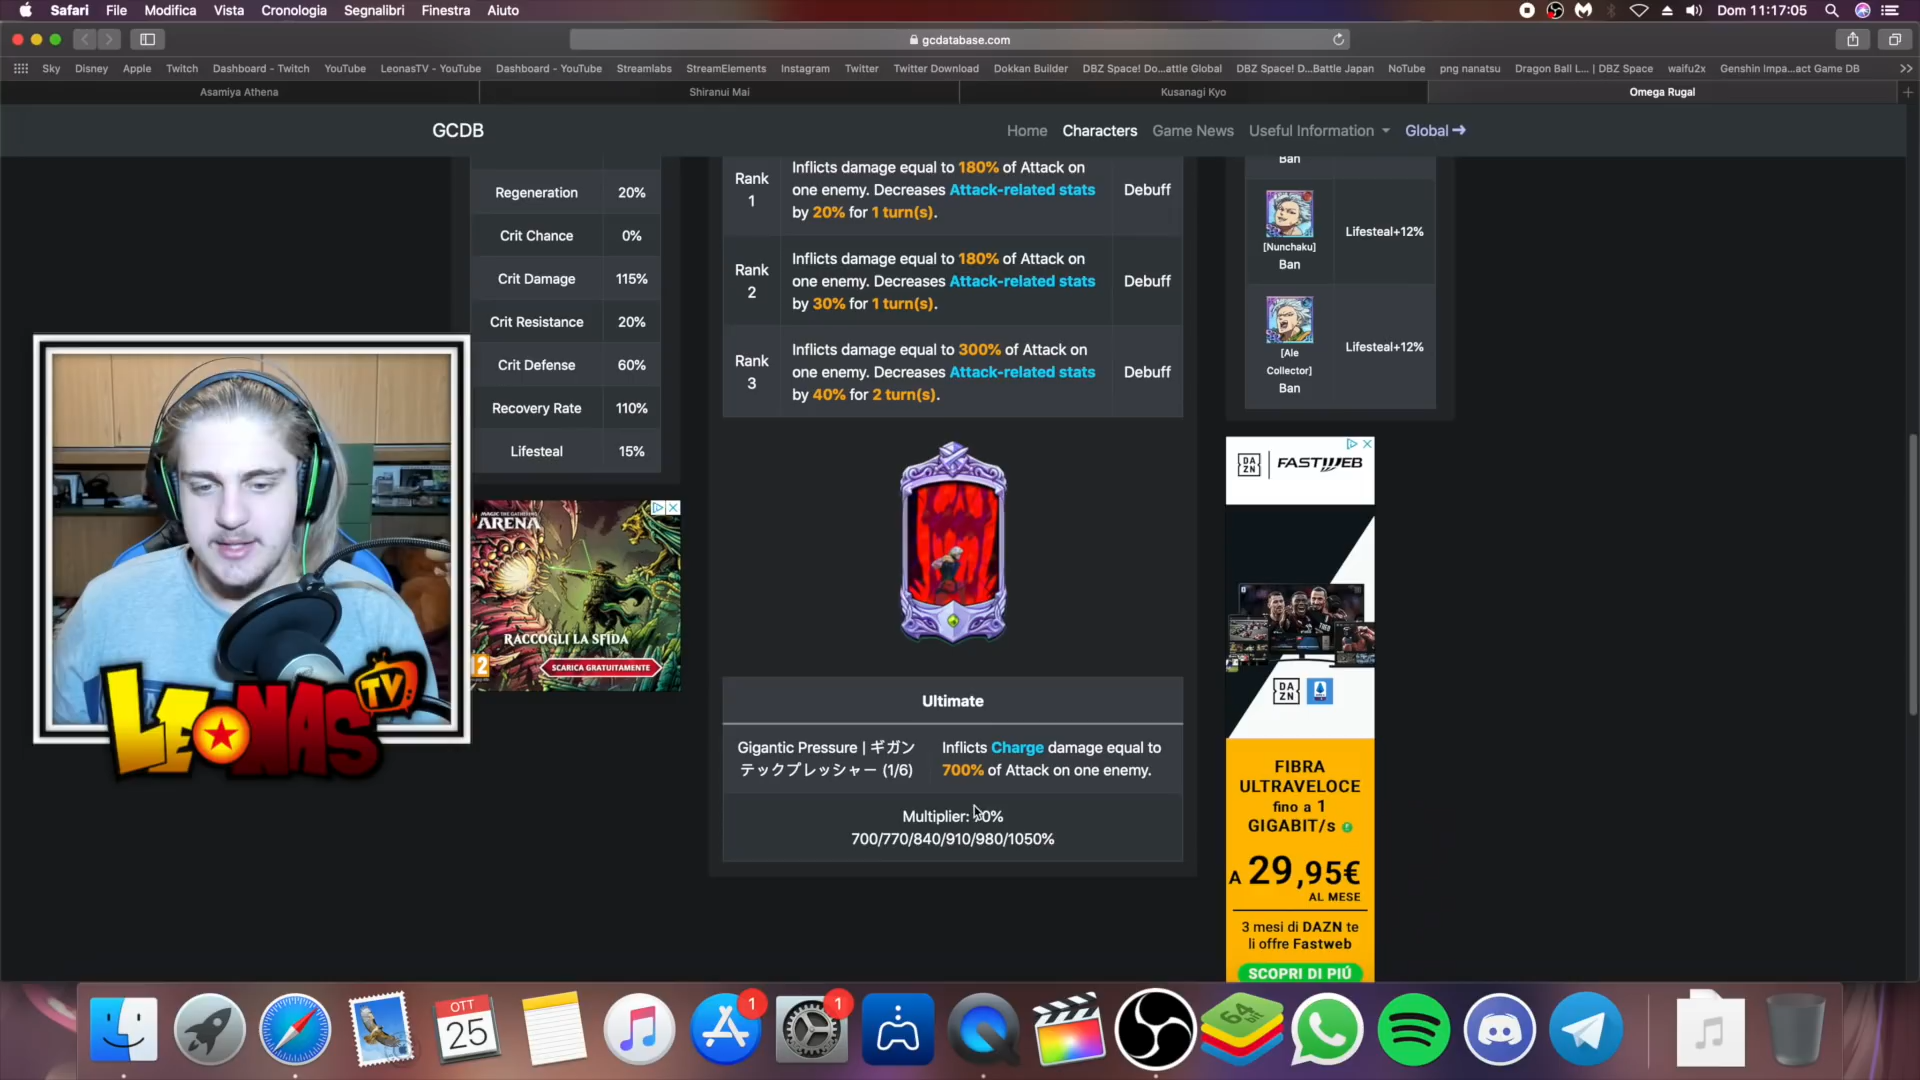 Safari File Modifica Vista Cronologia Segnalibri Finestra Aiuto
Dom 11:17:05
gcdatabase.com
Sky Disney Apple Twitch Dashboard - Twitch YouTube LeonasTV - YouTube Dashboard - YouTube Streamlabs StreamElements Instagram Twitter Twitter Download Dokkan Builder DBZ Space! Do...attle Global DBZ Space! D...Battle Japan NoTube png nanatsu Dragon Ball L... | DBZ Space waifu2x Genshin Impa...act Game DB
Asamiya Athena
Shiranui Mai
Kusanagi Kyo
Omega Rugal
GCDB
Home Characters Game News Useful Information Global
Regeneration 20%
Crit Chance 0%
Crit Damage 115%
Crit Resistance 20%
Crit Defense 60%
Recovery Rate 110%
Lifesteal 15%
Rank 1
Inflicts damage equal to 180% of Attack on
one enemy. Decreases Attack-related stats
by 20% for 1 turn(s).
Debuff
Rank 2
Inflicts damage equal to 180% of Attack on
one enemy. Decreases Attack-related stats
by 30% for 1 turn(s).
Debuff
Rank 3
Inflicts damage equal to 300% of Attack on
one enemy. Decreases Attack-related stats
by 40% for 2 turn(s).
Debuff
Ban
[Nunchaku]
Ban
Lifesteal+12%
[Ale
Collector]
Ban
Lifesteal+12%
MAGIC THE GATHERING
ARENA
RACCOGLI LA SFIDA
12
SCARICA GRATUITAMENTE
LEONAS TV
Ultimate
Gigantic Pressure | ギガン
テックプレッシャー (1/6)
Inflicts Charge damage equal to
700% of Attack on one enemy.
Multiplier:
700/770/840/910/980/1050%
DAZN FASTWEB
DAZN
FIBRA
ULTRAVELOCE
fino a 1
GIGABIT/s
A 29,95€
AL MESE
3 mesi di DAZN te
li offre Fastweb
SCOPRI DI PIÚ
OTT
25
1
1
64
bit